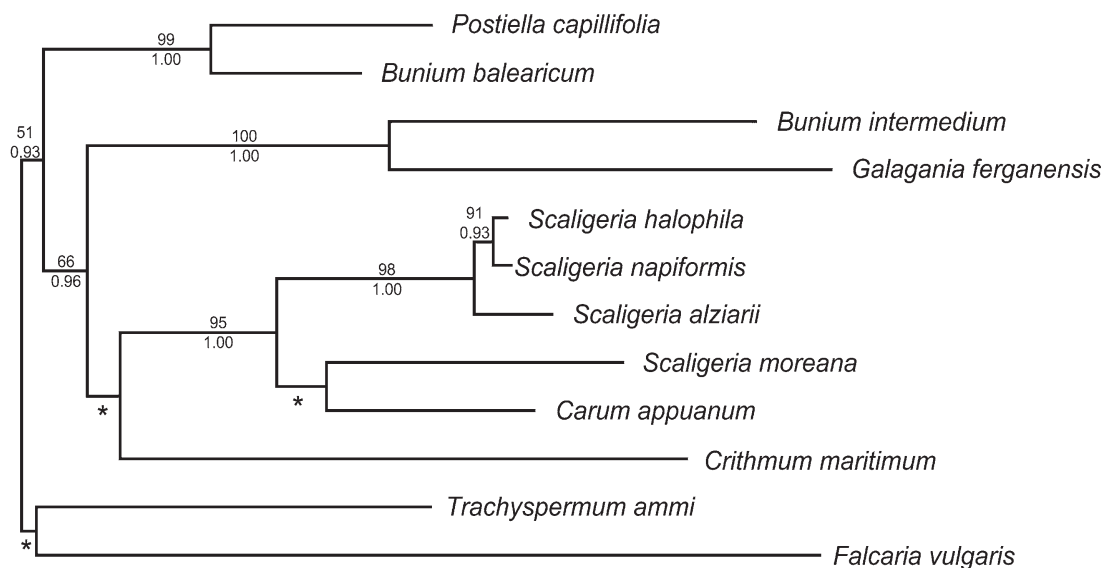 99
1.00
Postiella capillifolia
Bunium balearicum
51
0.93
100
1.00
Bunium intermedium
Galagania ferganensis
91
0.93
Scaligeria halophila
Scaligeria napiformis
66
0.96
98
1.00
Scaligeria alziarii
95
1.00
Scaligeria moreana
*
*
Carum appuanum
Crithmum maritimum
Trachyspermum ammi
*
Falcaria vulgaris